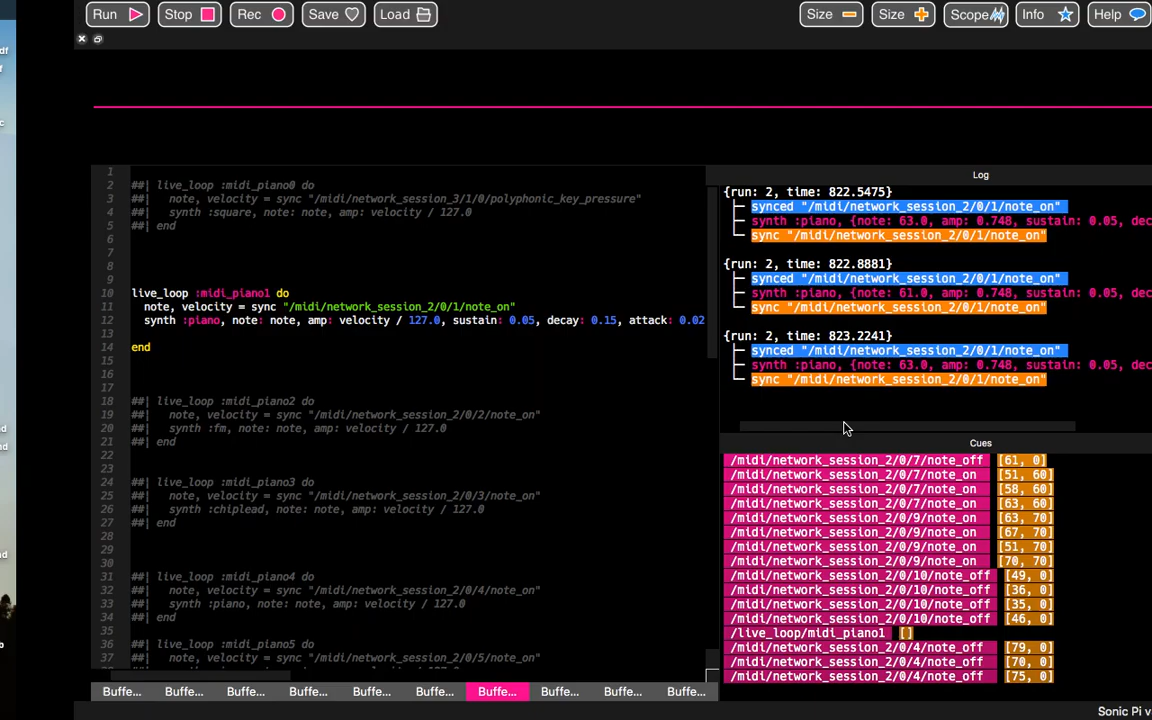 Run Stop Rec Save Load Size Size Scope Info Help
1
2 ##| live_loop :midi_piano0 do
3 ##|   note, velocity = sync "/midi/network_session_3/1/0/polyphonic_key_pressure"
4 ##|   synth :square, note: note, amp: velocity / 127.0
5 ##| end
6
7
8
9
10 live_loop :midi_piano1 do
11   note, velocity = sync "/midi/network_session_2/0/1/note_on"
12   synth :piano, note: note, amp: velocity / 127.0, sustain: 0.05, decay: 0.15, attack: 0.02
13
14 end
15
16
17
18 ##| live_loop :midi_piano2 do
19 ##|   note, velocity = sync "/midi/network_session_2/0/2/note_on"
20 ##|   synth :fm, note: note, amp: velocity / 127.0
21 ##| end
22
23
24 ##| live_loop :midi_piano3 do
25 ##|   note, velocity = sync "/midi/network_session_2/0/3/note_on"
26 ##|   synth :chiplead, note: note, amp: velocity / 127.0
27 ##| end
28
29
30
31 ##| live_loop :midi_piano4 do
32 ##|   note, velocity = sync "/midi/network_session_2/0/4/note_on"
33 ##|   synth :piano, note: note, amp: velocity / 127.0
34 ##| end
35
36 ##| live_loop :midi_piano5 do
37 ##|   note, velocity = sync "/midi/network_session_2/0/5/note_on"
Buffe... Buffe... Buffe... Buffe... Buffe... Buffe... Buffe... Buffe... Buffe... Buffe...
Log
{run: 2, time: 822.5475}
synced "/midi/network_session_2/0/1/note_on"
synth :piano, {note: 63.0, amp: 0.748, sustain: 0.05, dec
sync "/midi/network_session_2/0/1/note_on"
{run: 2, time: 822.8881}
synced "/midi/network_session_2/0/1/note_on"
synth :piano, {note: 61.0, amp: 0.748, sustain: 0.05, dec
sync "/midi/network_session_2/0/1/note_on"
{run: 2, time: 823.2241}
synced "/midi/network_session_2/0/1/note_on"
synth :piano, {note: 63.0, amp: 0.748, sustain: 0.05, dec
sync "/midi/network_session_2/0/1/note_on"
Cues
/midi/network_session_2/0/7/note_off [61, 0]
/midi/network_session_2/0/7/note_on [51, 60]
/midi/network_session_2/0/7/note_on [58, 60]
/midi/network_session_2/0/7/note_on [63, 60]
/midi/network_session_2/0/9/note_on [63, 70]
/midi/network_session_2/0/9/note_on [67, 70]
/midi/network_session_2/0/9/note_on [51, 70]
/midi/network_session_2/0/9/note_on [70, 70]
/midi/network_session_2/0/10/note_off [49, 0]
/midi/network_session_2/0/10/note_off [36, 0]
/midi/network_session_2/0/10/note_off [35, 0]
/midi/network_session_2/0/10/note_off [46, 0]
/live_loop/midi_piano1 []
/midi/network_session_2/0/4/note_off [79, 0]
/midi/network_session_2/0/4/note_off [70, 0]
/midi/network_session_2/0/4/note_off [75, 0]
Sonic Pi v